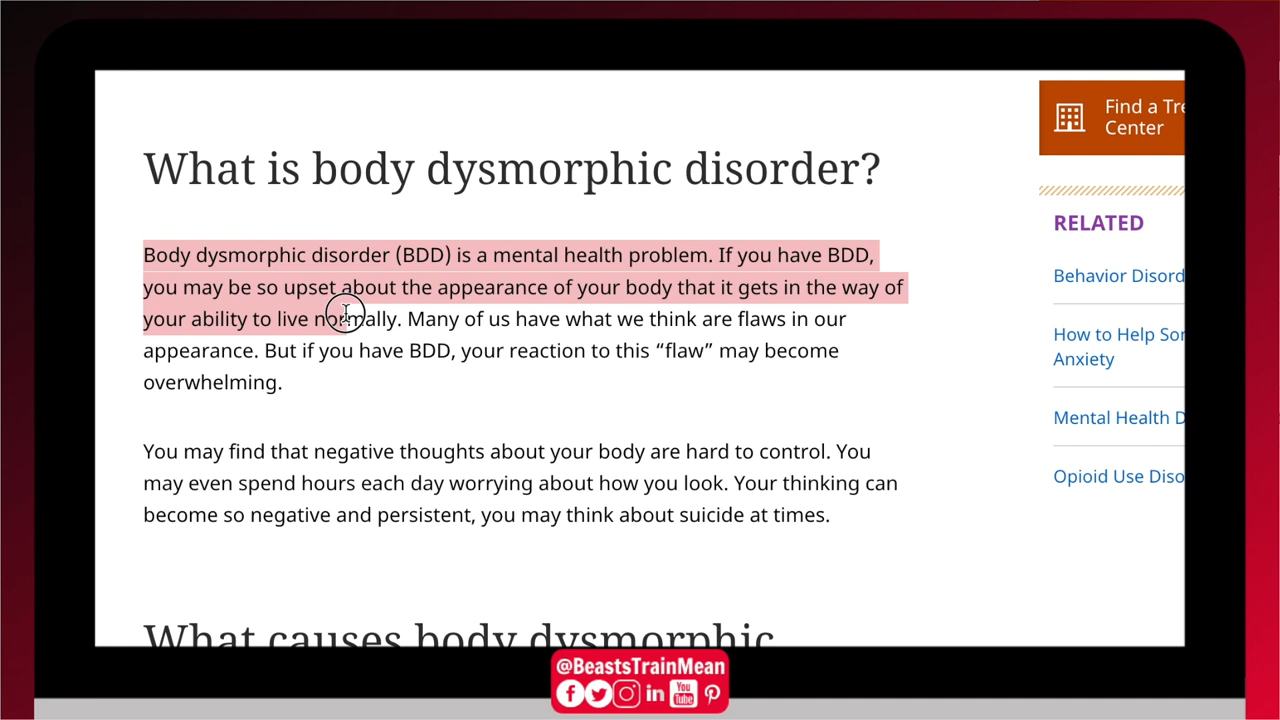 What is body dysmorphic disorder?
Body dysmorphic disorder (BDD) is a mental health problem. If you have BDD,
you may be so upset about the appearance of your body that it gets in the way of
your ability to live normally. Many of us have what we think are flaws in our
appearance. But if you have BDD, your reaction to this “flaw” may become
overwhelming.
You may find that negative thoughts about your body are hard to control. You
may even spend hours each day worrying about how you look. Your thinking can
become so negative and persistent, you may think about suicide at times.
What causes body dysmorphic
Find a Tre
Center
RELATED
Behavior Disord
How to Help Sor
Anxiety
Mental Health D
Opioid Use Diso
@BeastsTrainMean
in
You
Tube